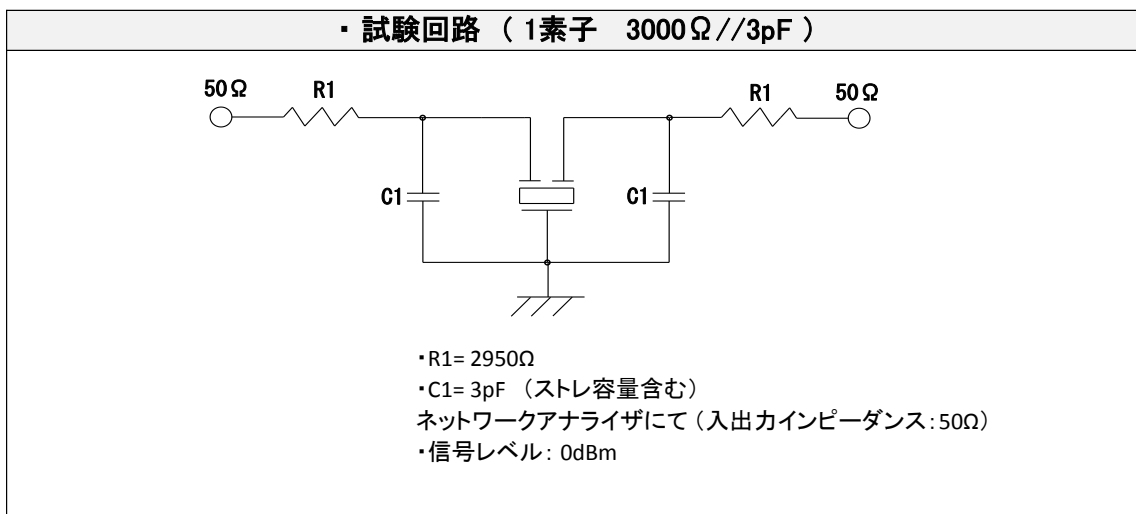 ・試験回路 ( 1素子　3000Ω//3pF )
50Ω R1 R1 50Ω
C1 C1
・R1= 2950Ω
・C1= 3pF （ストレ容量含む）
ネットワークアナライザにて（入出力インピーダンス：50Ω）
・信号レベル： 0dBm